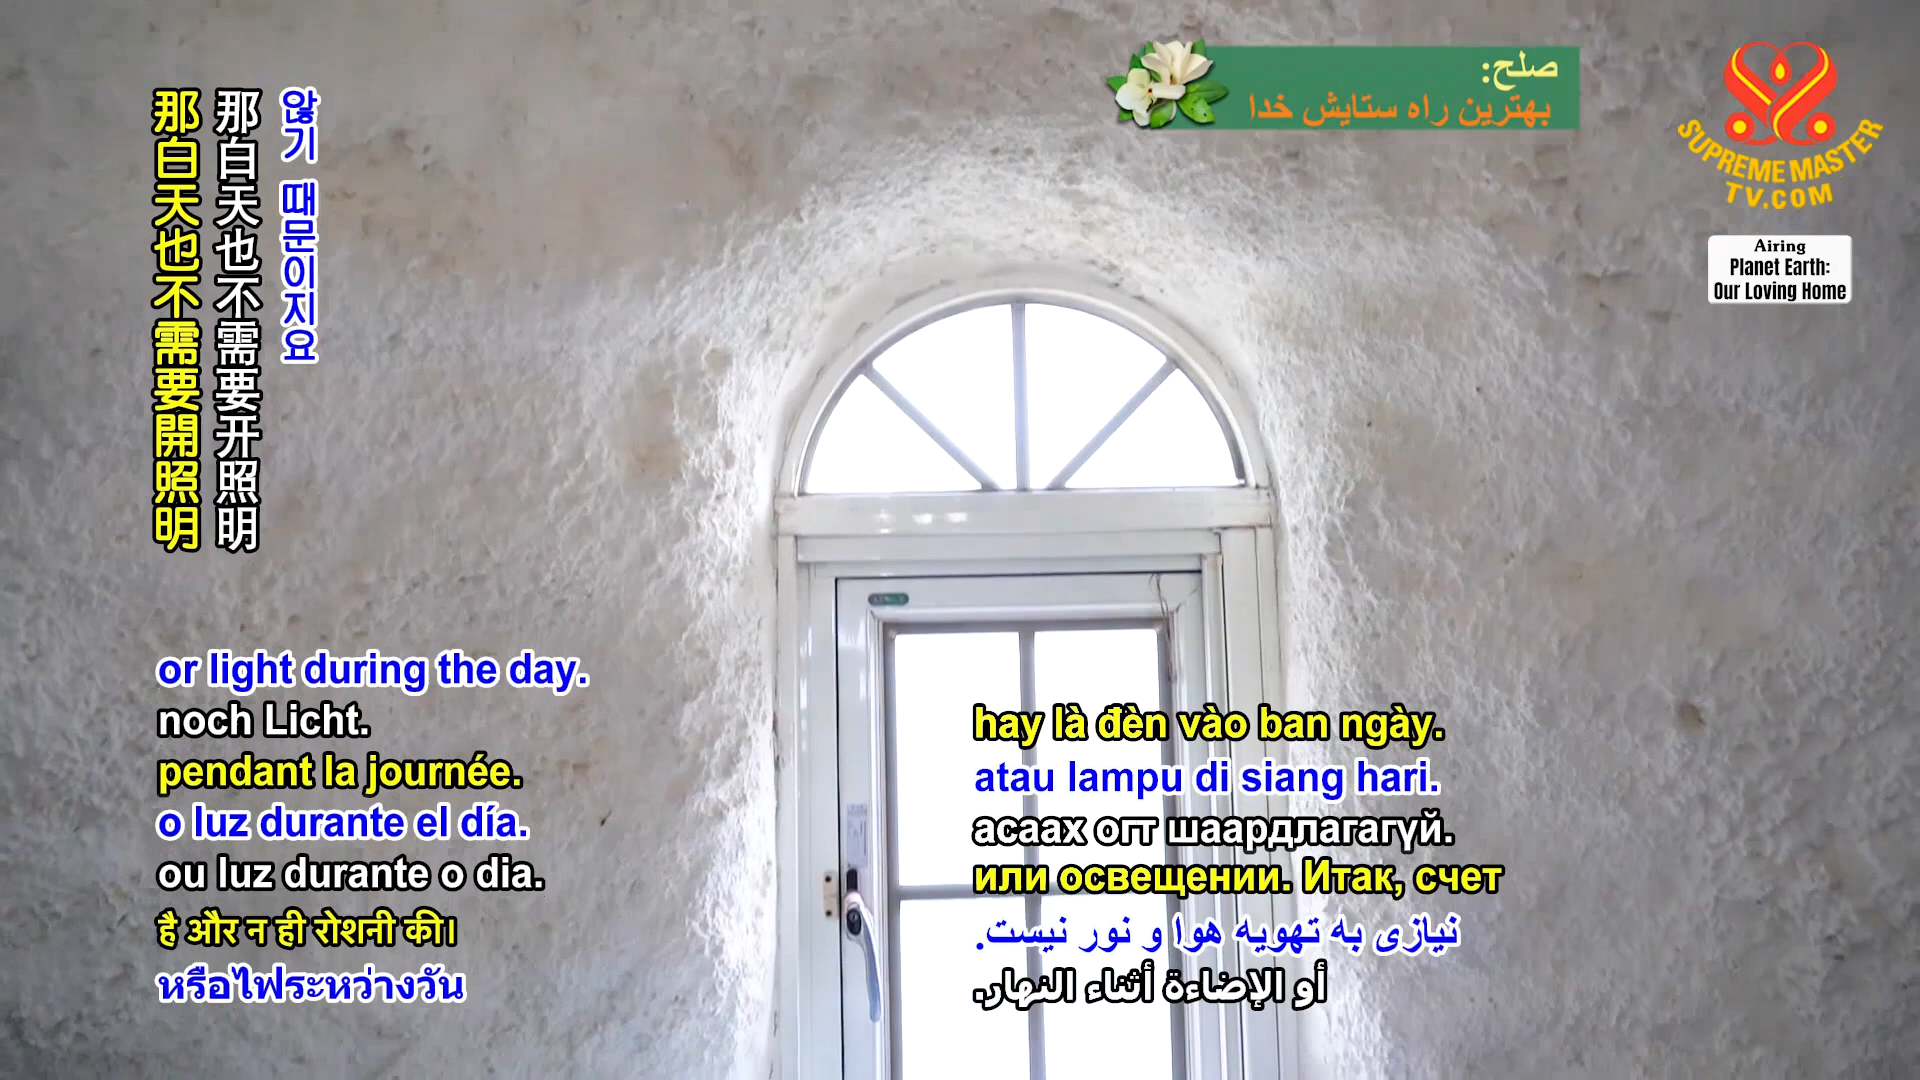 않기 때문이지요
那白天也不需要开照明
那白天也不需要開照明
or light during the day.
noch Licht.
pendant la journée.
o luz durante el día.
ou luz durante o dia.
है और न ही रोशनी की।
หรือไฟระหว่างวัน
hay là đèn vào ban ngày.
atau lampu di siang hari.
асаах огт шаардлагагүй.
или освещении. Итак, счет
نیازی به تهویه هوا و نور نیست.
أو الإضاءة أثناء النهار.
صلح:
بهترین راه ستایش خدا
SUPREME MASTER
TV.COM
Airing
Planet Earth:
Our Loving Home